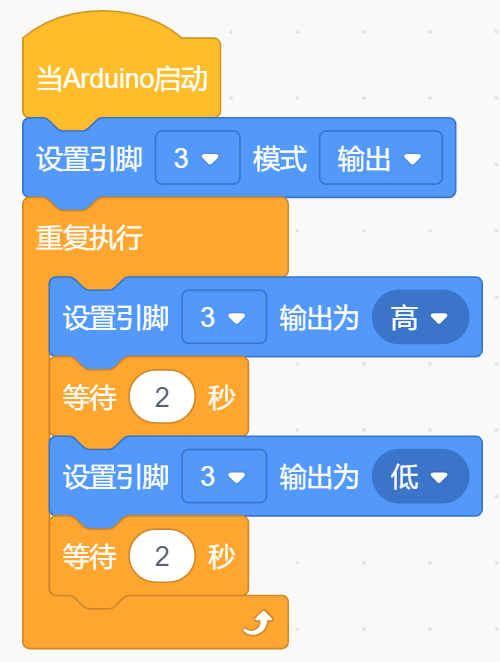 当Arduino启动
设置引脚 3 模式 输出
重复执行
设置引脚 3 输出为 高
等待 2 秒
设置引脚 3 输出为 低
等待 2 秒